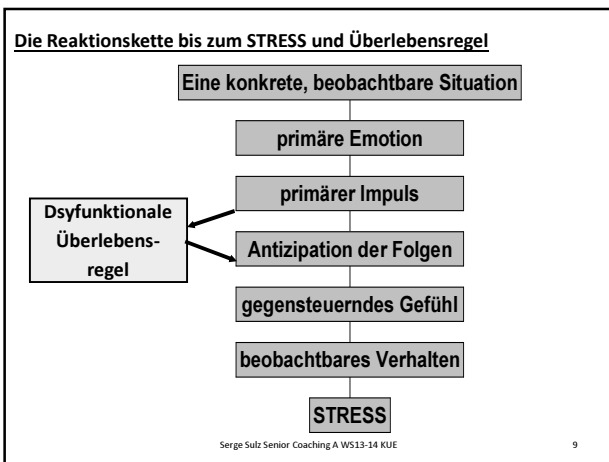 Die Reaktionskette bis zum STRESS und Überlebensregel
Eine konkrete, beobachtbare Situation
primäre Emotion
primärer Impuls
Dsyfunktionale
Überlebens-
regel
Antizipation der Folgen
gegensteuerndes Gefühl
beobachtbares Verhalten
STRESS
Serge Sulz Senior Coaching A WS13-14 KUE
9